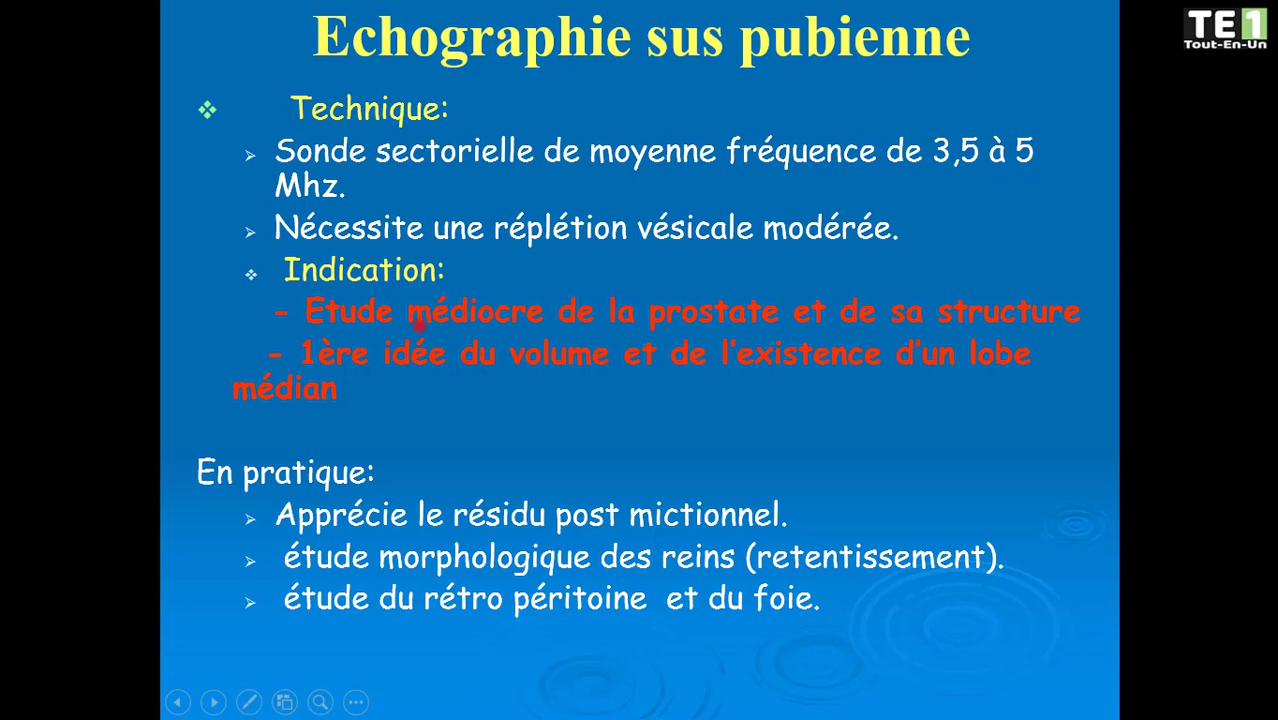 Echographie sus pubienne
TE1
Tout-En-Un
Technique:
Sonde sectorielle de moyenne fréquence de 3,5 à 5
Mhz.
Nécessite une réplétion vésicale modérée.
Indication:
- Etude médiocre de la prostate et de sa structure
- 1ère idée du volume et de l'existence d'un lobe
médian
En pratique:
Apprécie le résidu post mictionnel.
étude morphologique des reins (retentissement).
étude du rétro péritoine et du foie.